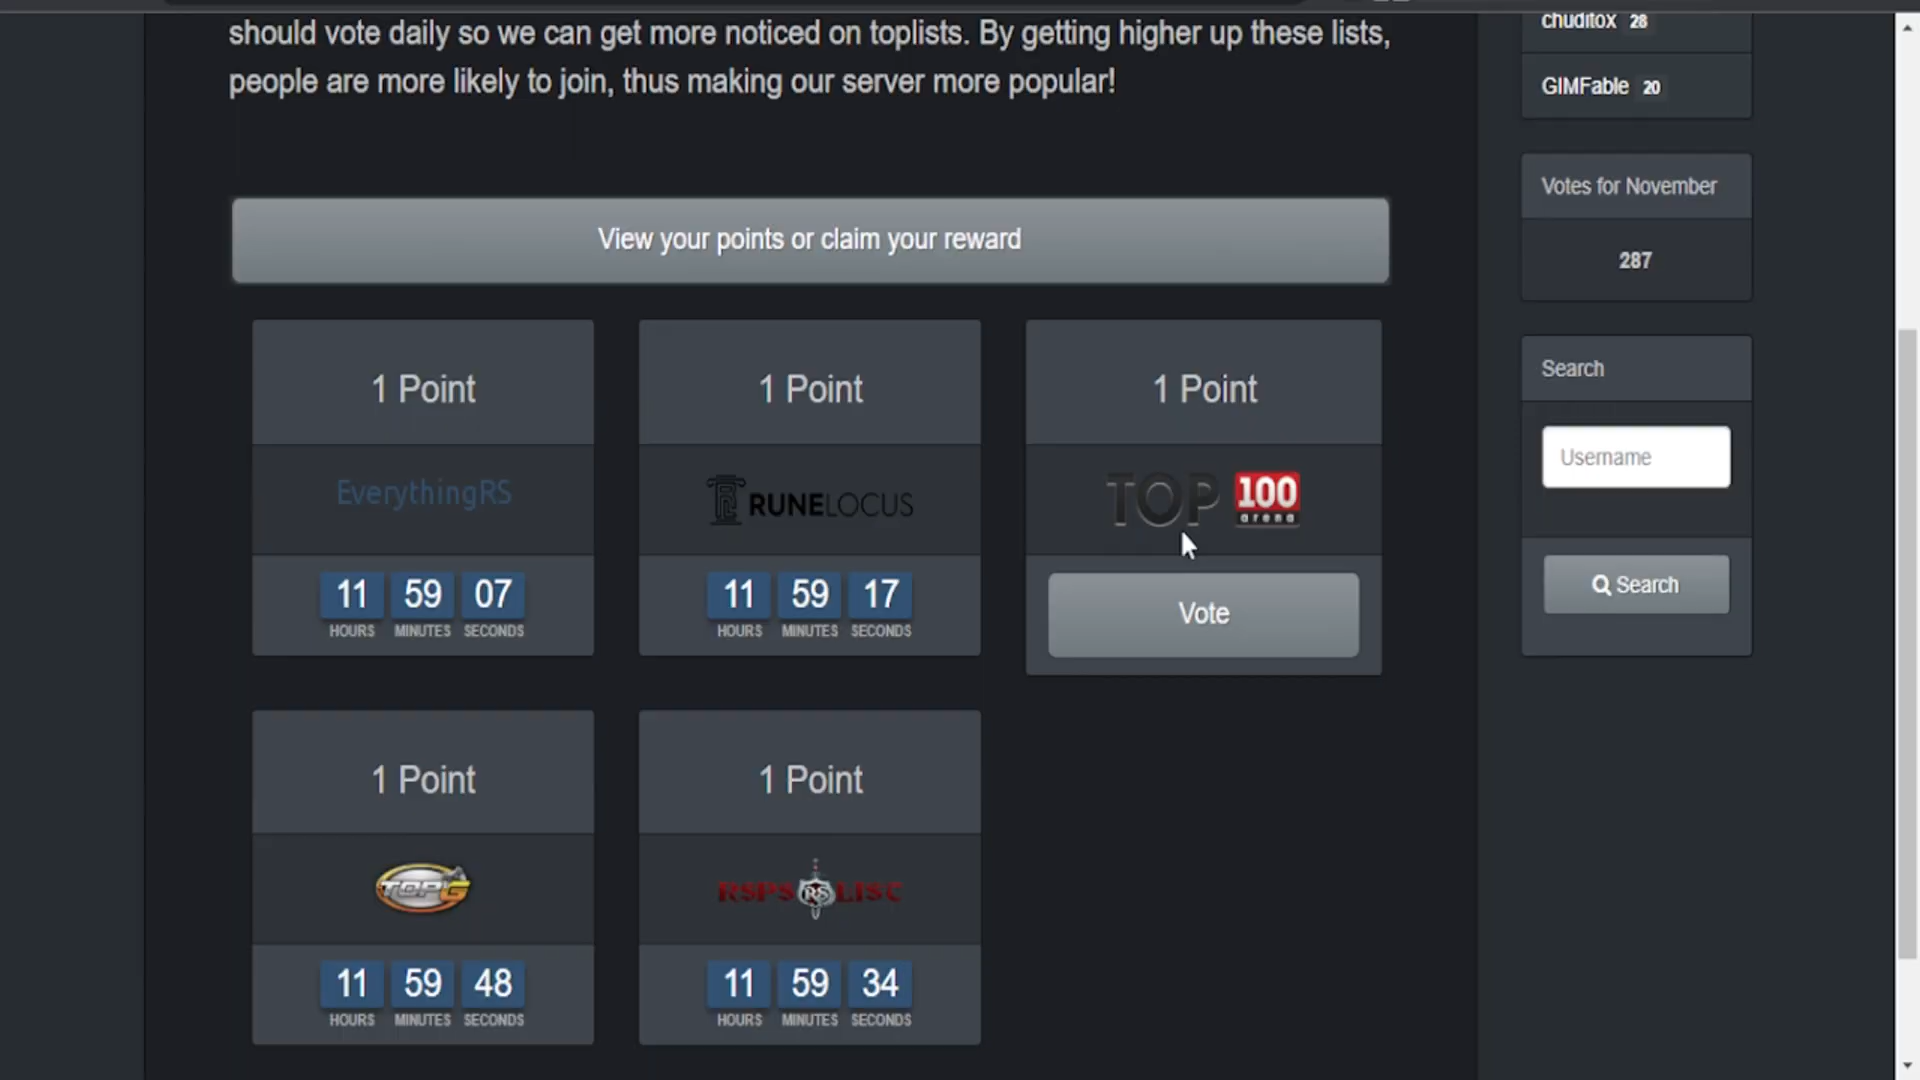 should vote daily so we can get more noticed on toplists. By getting higher up these lists,
people are more likely to join, thus making our server more popular!
View your points or claim your reward
1 Point
EverythingRS
11 59 07
HOURS MINUTES SECONDS
1 Point
RUNELOCUS
11 59 17
HOURS MINUTES SECONDS
1 Point
TOP 100
arena
Vote
1 Point
TOPG
11 59 48
HOURS MINUTES SECONDS
1 Point
RSPS RS LIST
11 59 34
HOURS MINUTES SECONDS
chuditox 28
GIMFable 20
Votes for November
287
Search
Username
Search